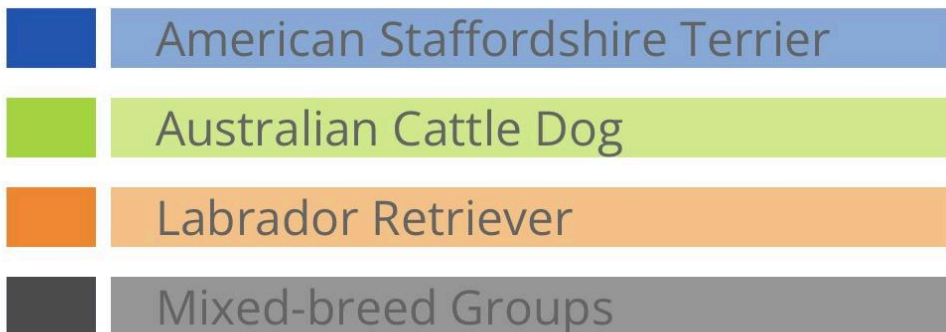 American Staffordshire Terrier
Australian Cattle Dog
Labrador Retriever
Mixed-breed Groups